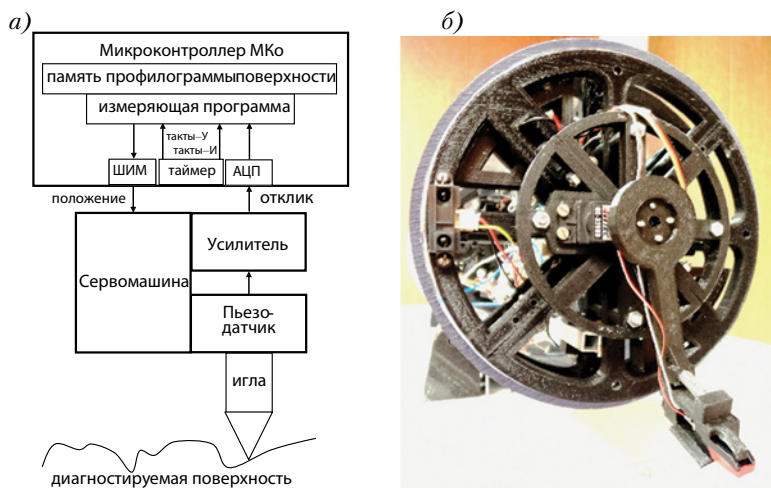 а)
б)
Микроконтроллер МКо
память профилограммыповерхности
измеряющая программа
такты–У
такты–И
ШИМ
таймер
АЦП
положение
отклик
Усилитель
Сервомашина
Пьезо-
датчик
игла
диагностируемая поверхность